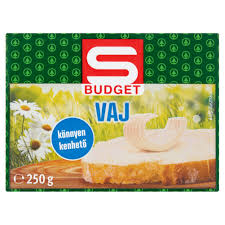 S
BUDGET
VAJ
könnyen
kenhető
℮ 250 g